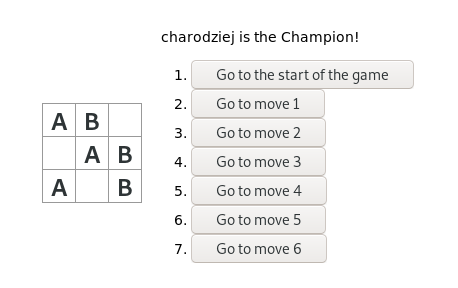 charodziej is the Champion!
1. Go to the start of the game
2. Go to move 1
A B
3. Go to move 2
A B
4. Go to move 3
5. Go to move 4
A B
6. Go to move 5
7. Go to move 6